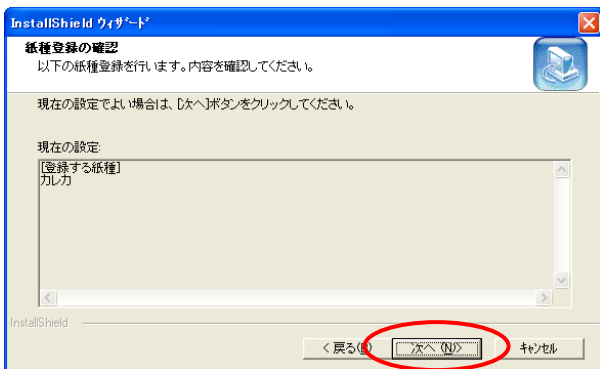 InstallShield ウィザード
紙種登録の確認
以下の紙種登録を行います。内容を確認してください。
現在の設定でよい場合は、[次へ]ボタンをクリックしてください。
現在の設定:
[登録する紙種]
カレカ
InstallShield
< 戻る(B) 次へ(N)> キャンセル